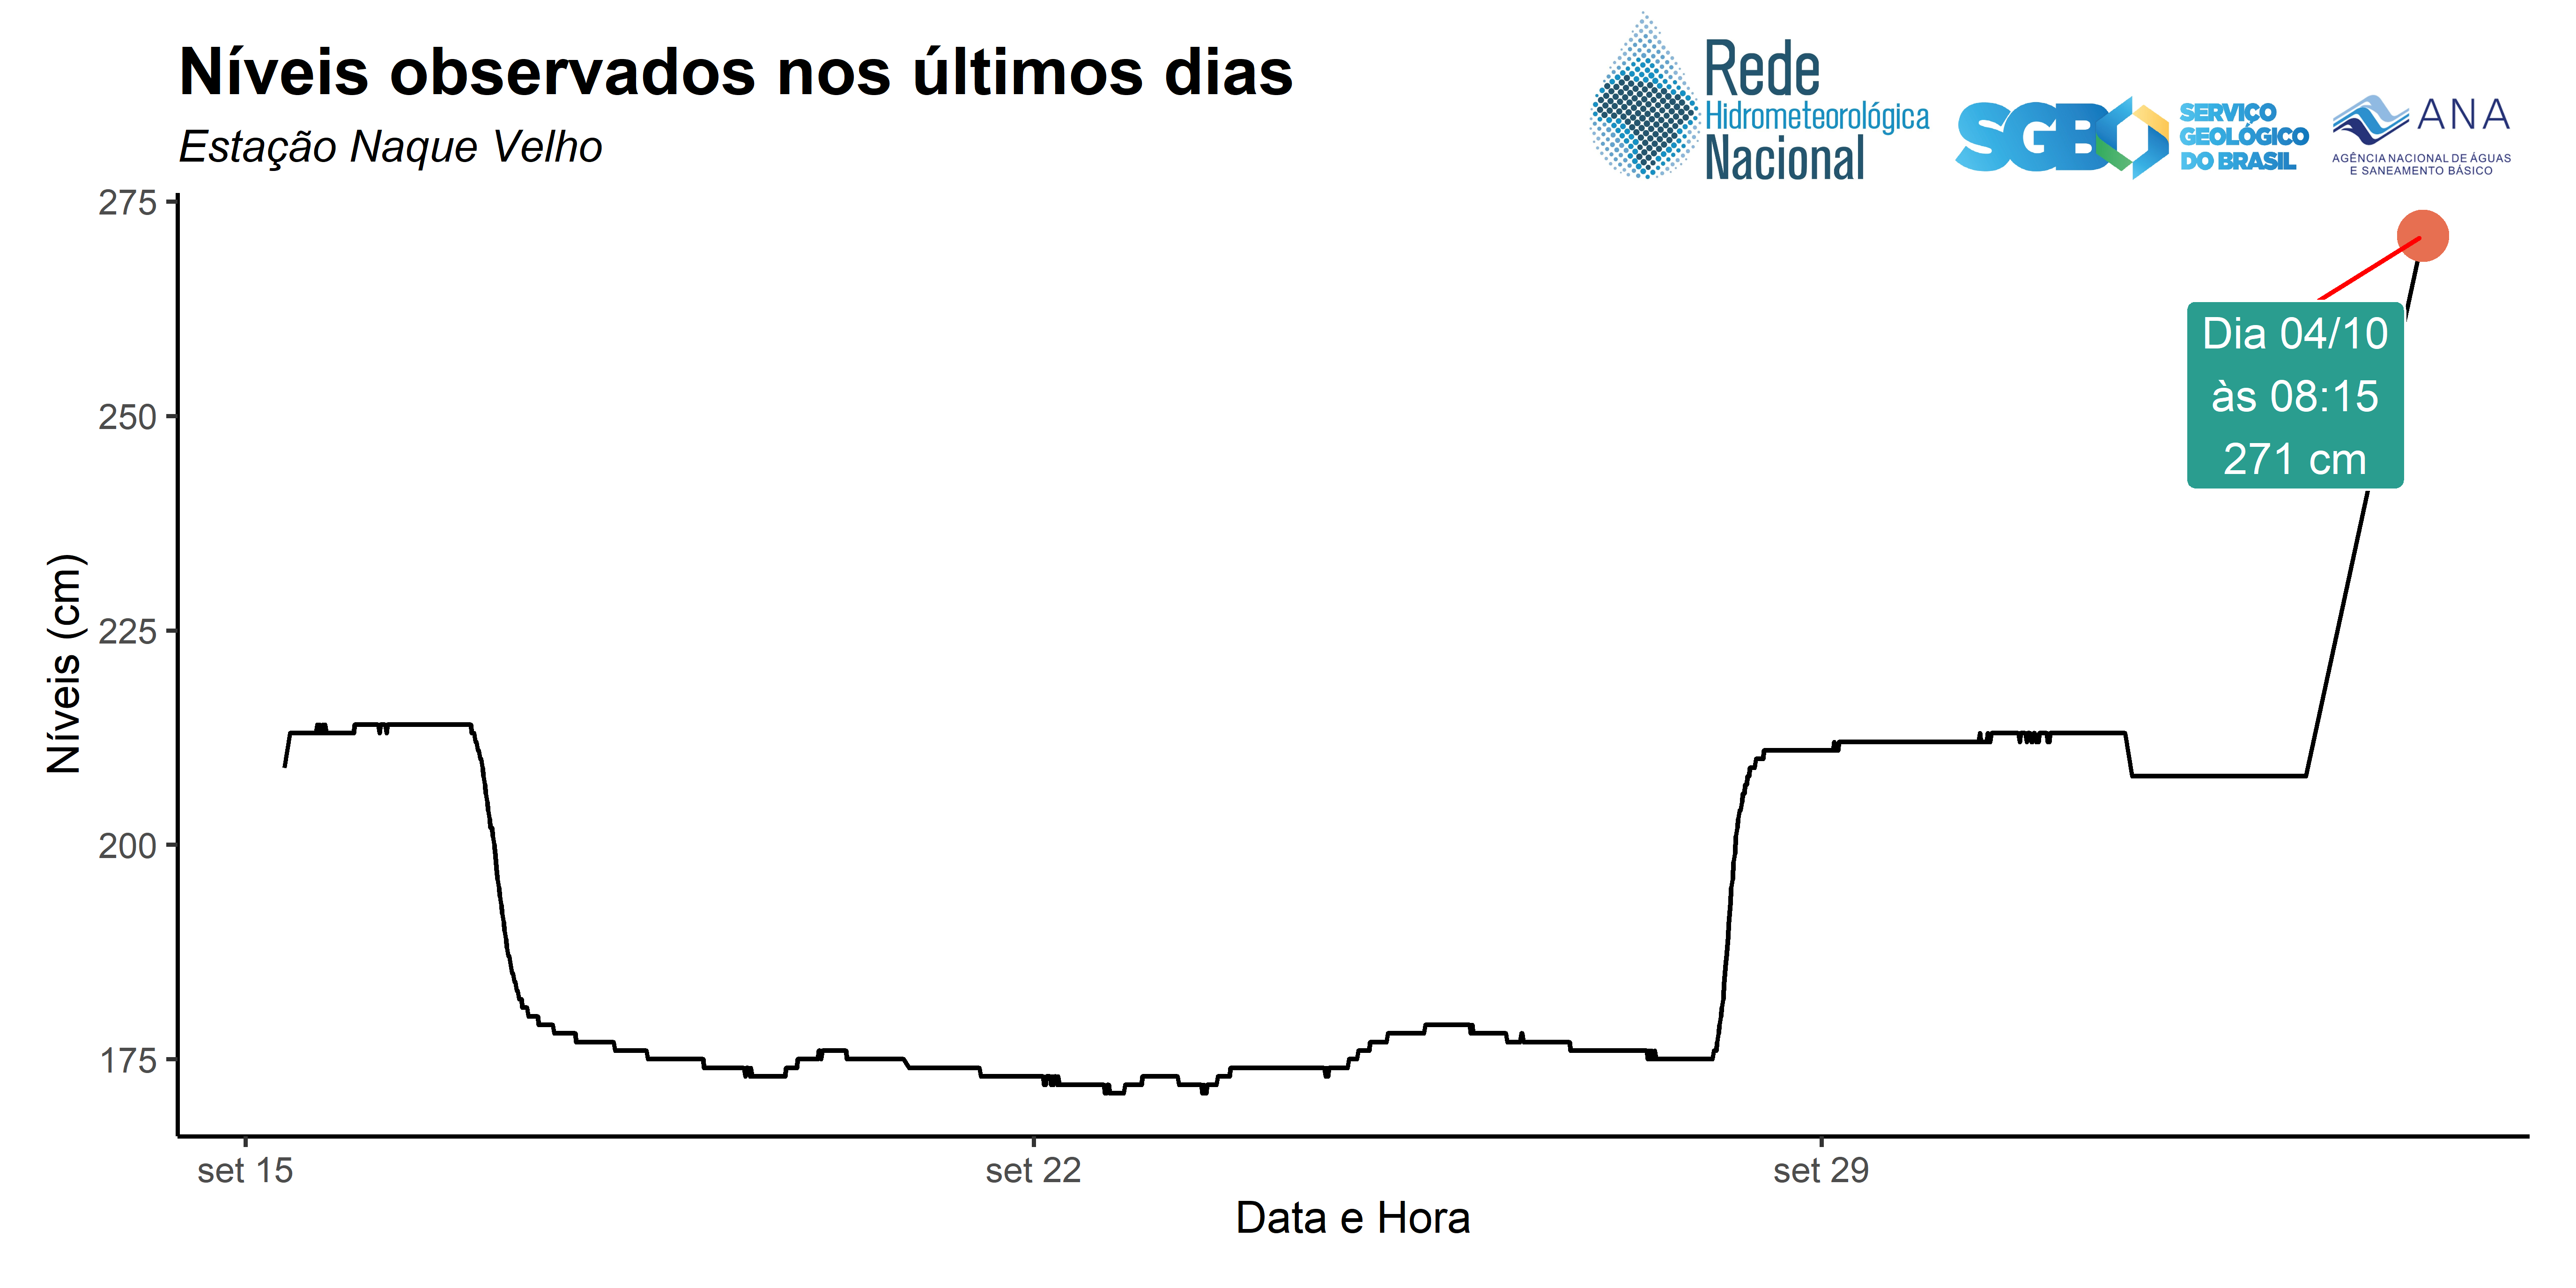 Níveis observados nos últimos dias
Estação Naque Velho
Rede
Hidrometeorológica
Nacional
SGB
SERVIÇO
GEOLÓGICO
DO BRASIL
ANA
AGÊNCIA NACIONAL DE ÁGUAS
E SANEAMENTO BÁSICO
275
250
225
200
175
Níveis (cm)
Dia 04/10
às 08:15
271 cm
set 15
set 22
set 29
Data e Hora